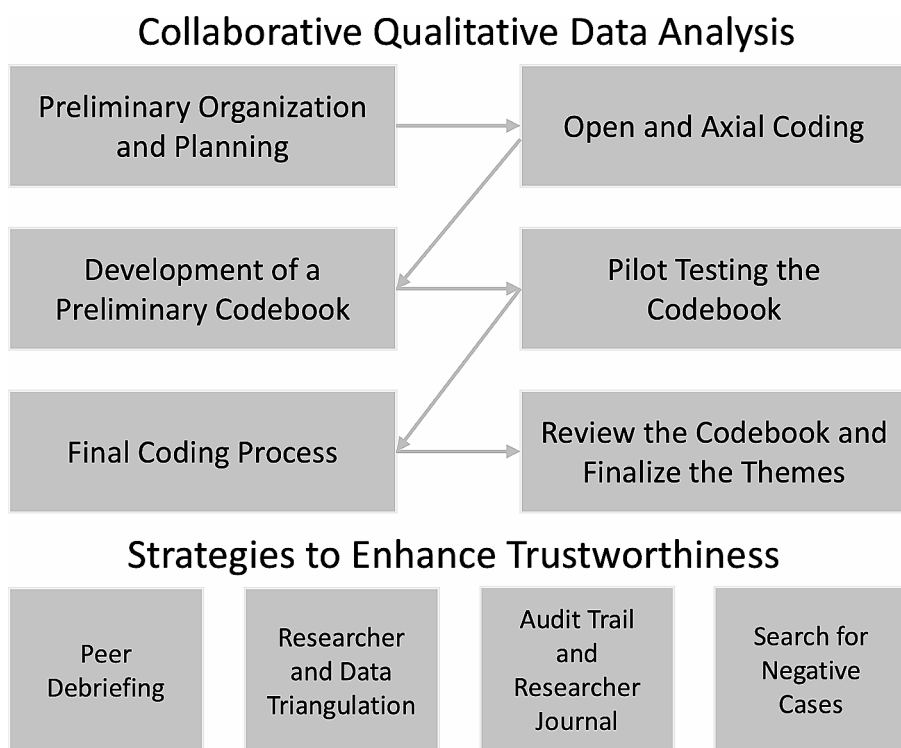 Collaborative Qualitative Data Analysis
Preliminary Organization
and Planning
Open and Axial Coding
Development of a
Preliminary Codebook
Pilot Testing the
Codebook
Final Coding Process
Review the Codebook and
Finalize the Themes
Strategies to Enhance Trustworthiness
Peer
Debriefing
Researcher
and Data
Triangulation
Audit Trail
and
Researcher
Journal
Search for
Negative
Cases